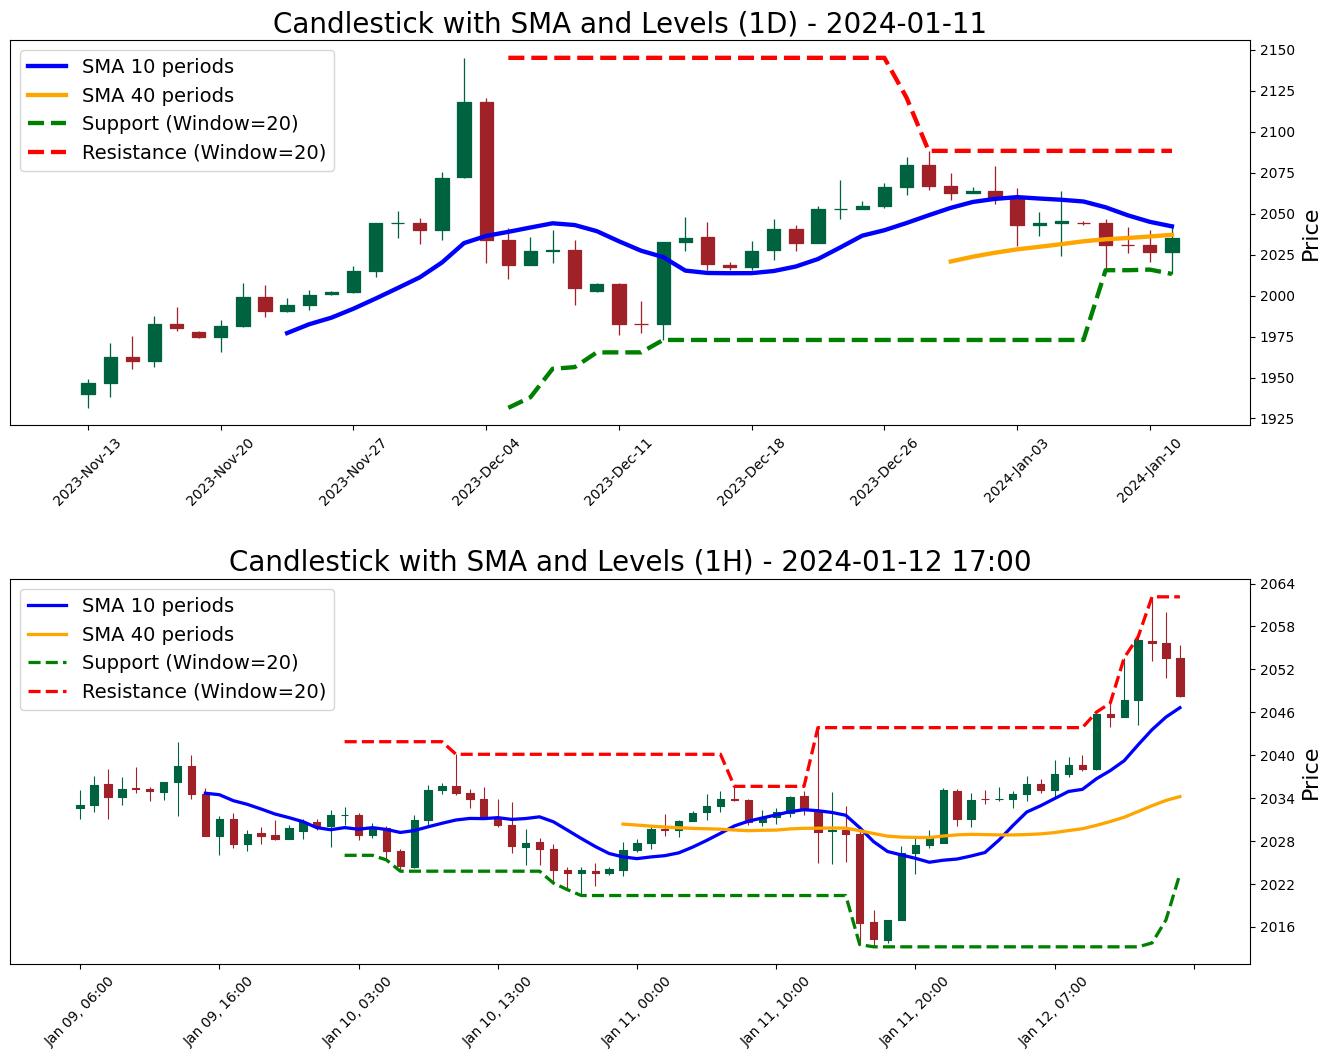 Candlestick with SMA and Levels (1D) - 2024-01-11
SMA 10 periods
SMA 40 periods
Support (Window=20)
Resistance (Window=20)
2150
2125
2100
2075
2050
2025
2000
1975
1950
1925
Price
2023-Nov-13
2023-Nov-20
2023-Nov-27
2023-Dec-04
2023-Dec-11
2023-Dec-18
2023-Dec-26
2024-Jan-03
2024-Jan-10
Candlestick with SMA and Levels (1H) - 2024-01-12 17:00
SMA 10 periods
SMA 40 periods
Support (Window=20)
Resistance (Window=20)
2064
2058
2052
2046
2040
2034
2028
2022
2016
Price
Jan 09, 06:00
Jan 09, 16:00
Jan 10, 03:00
Jan 10, 13:00
Jan 11, 00:00
Jan 11, 10:00
Jan 11, 20:00
Jan 12, 07:00